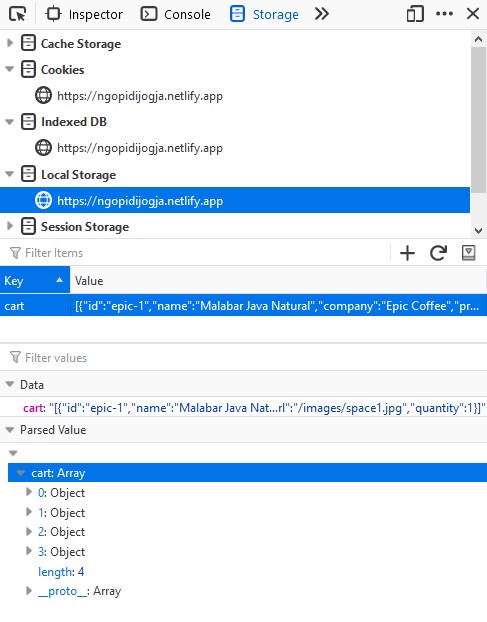 Inspector Console Storage
Cache Storage
Cookies
https://ngopidijogja.netlify.app
Indexed DB
https://ngopidijogja.netlify.app
Local Storage
https://ngopidijogja.netlify.app
Session Storage
Filter Items
Key Value
cart [{"id":"epic-1","name":"Malabar Java Natural","company":"Epic Coffee","pr...
Filter values
Data
cart: "[{"id":"epic-1","name":"Malabar Java Nat...rl":"/images/space1.jpg","quantity":1}]"
Parsed Value
cart: Array
0: Object
1: Object
2: Object
3: Object
length: 4
__proto__: Array